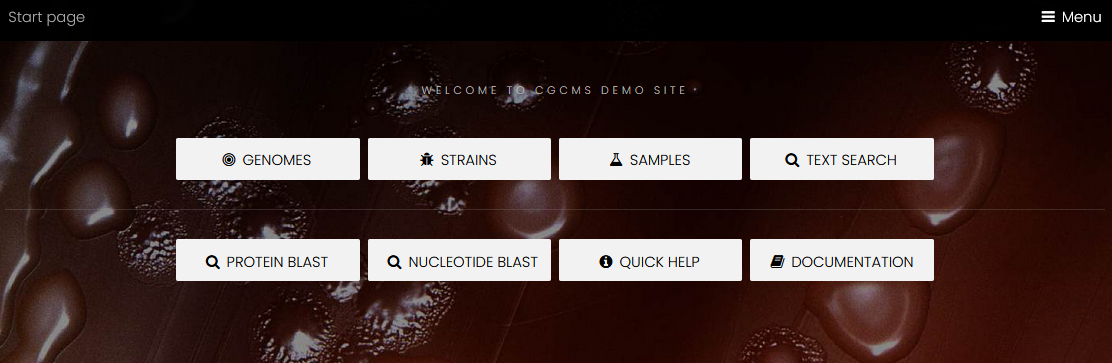 Start page
Menu
WELCOME TO CGCMS DEMO SITE
GENOMES
STRAINS
SAMPLES
TEXT SEARCH
PROTEIN BLAST
NUCLEOTIDE BLAST
QUICK HELP
DOCUMENTATION